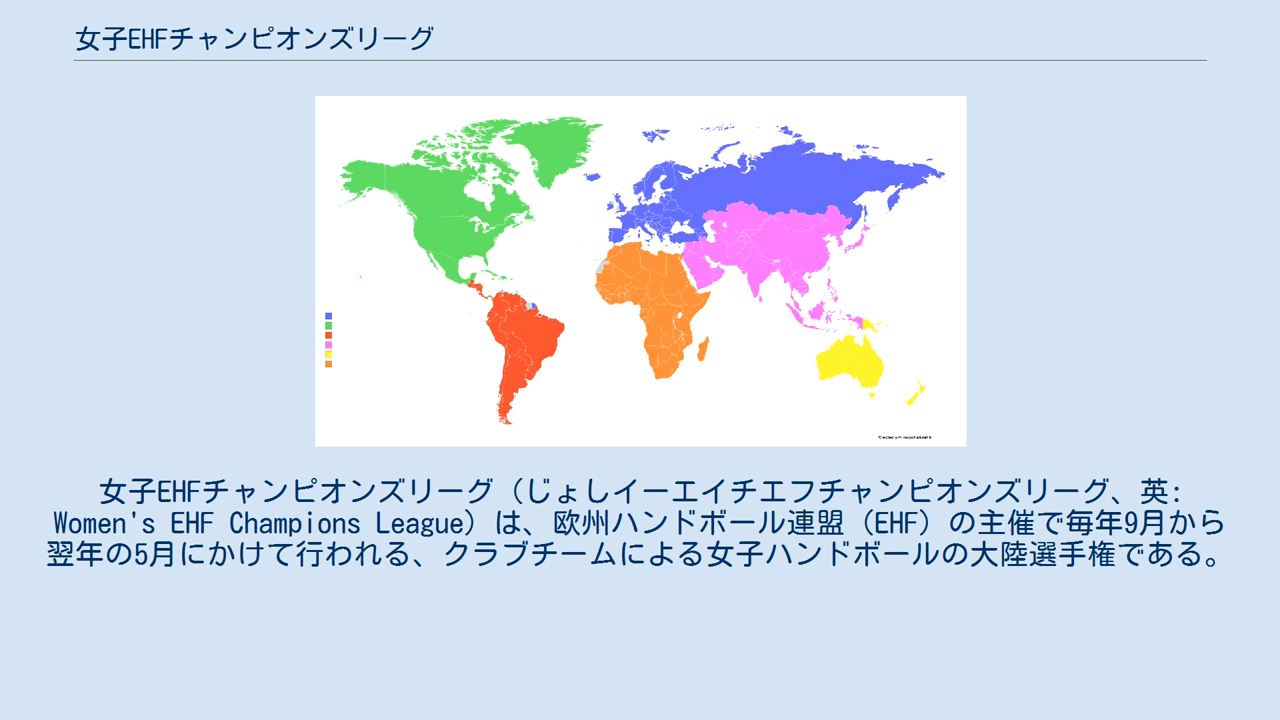 女子EHFチャンピオンズリーグ
女子EHFチャンピオンズリーグ（じょしイーエイチエフチャンピオンズリーグ、英:
Women's EHF Champions League）は、欧州ハンドボール連盟（EHF）の主催で毎年9月から
翌年の5月にかけて行われる、クラブチームによる女子ハンドボールの大陸選手権である。